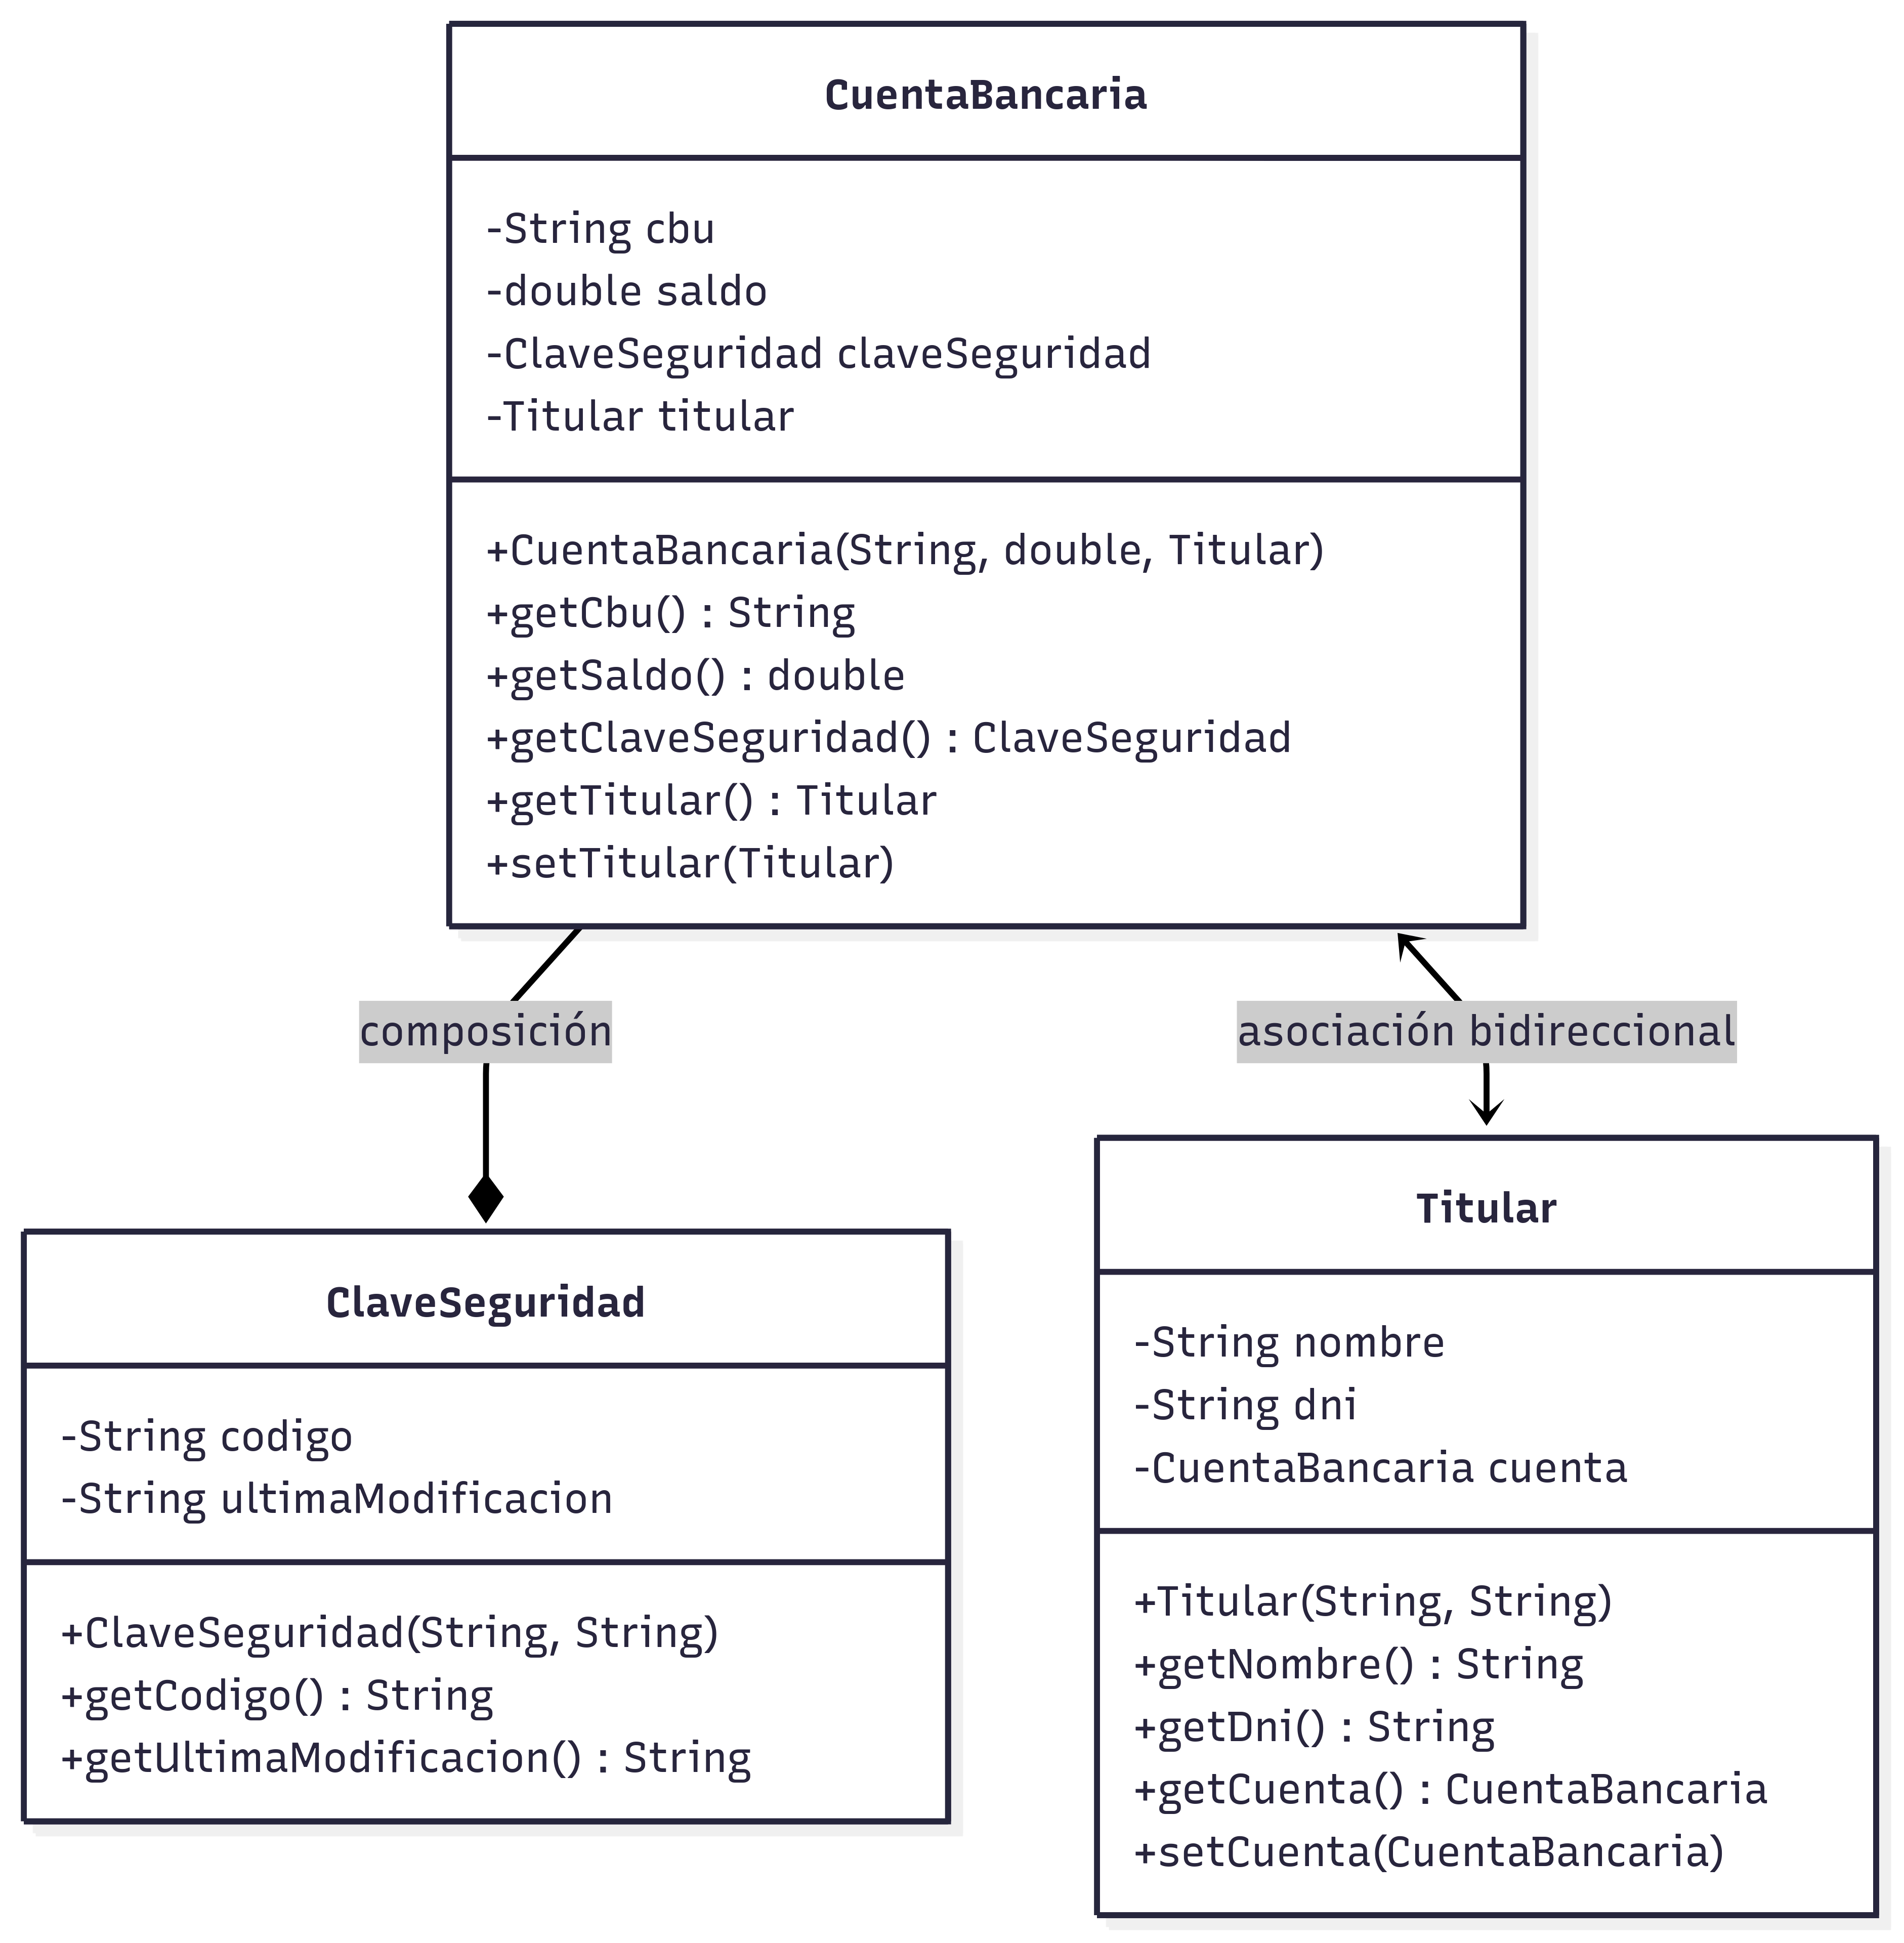 CuentaBancaria
-String cbu
-double saldo
-ClaveSeguridad claveSeguridad
-Titular titular
+CuentaBancaria(String, double, Titular)
+getCbu() : String
+getSaldo() : double
+getClaveSeguridad() : ClaveSeguridad
+getTitular() : Titular
+setTitular(Titular)
composición
asociación bidireccional
ClaveSeguridad
-String codigo
-String ultimaModificacion
+ClaveSeguridad(String, String)
+getCodigo() : String
+getUltimaModificacion() : String
Titular
-String nombre
-String dni
-CuentaBancaria cuenta
+Titular(String, String)
+getNombre() : String
+getDni() : String
+getCuenta() : CuentaBancaria
+setCuenta(CuentaBancaria)